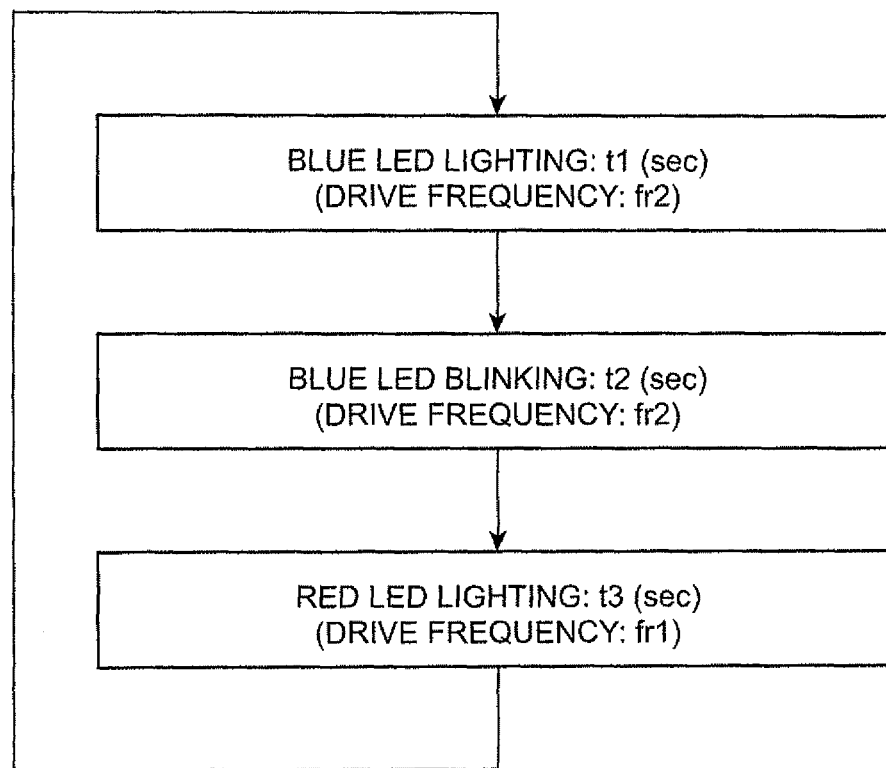 BLUE LED LIGHTING: t1 (sec)
(DRIVE FREQUENCY: fr2)
BLUE LED BLINKING: t2 (sec)
(DRIVE FREQUENCY: fr2)
RED LED LIGHTING: t3 (sec)
(DRIVE FREQUENCY: fr1)